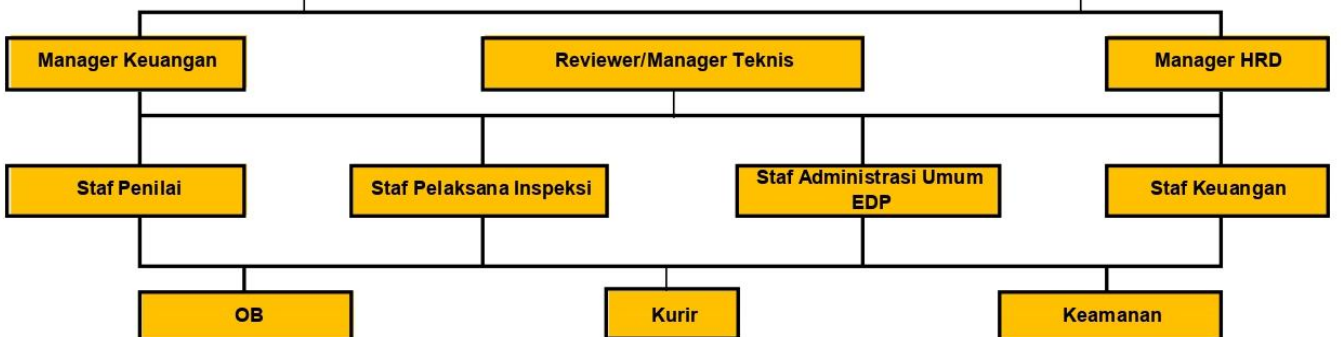 Manager Keuangan
Reviewer/Manager Teknis
Manager HRD
Staf Penilai
Staf Pelaksana Inspeksi
Staf Administrasi Umum
EDP
Staf Keuangan
OB
Kurir
Keamanan